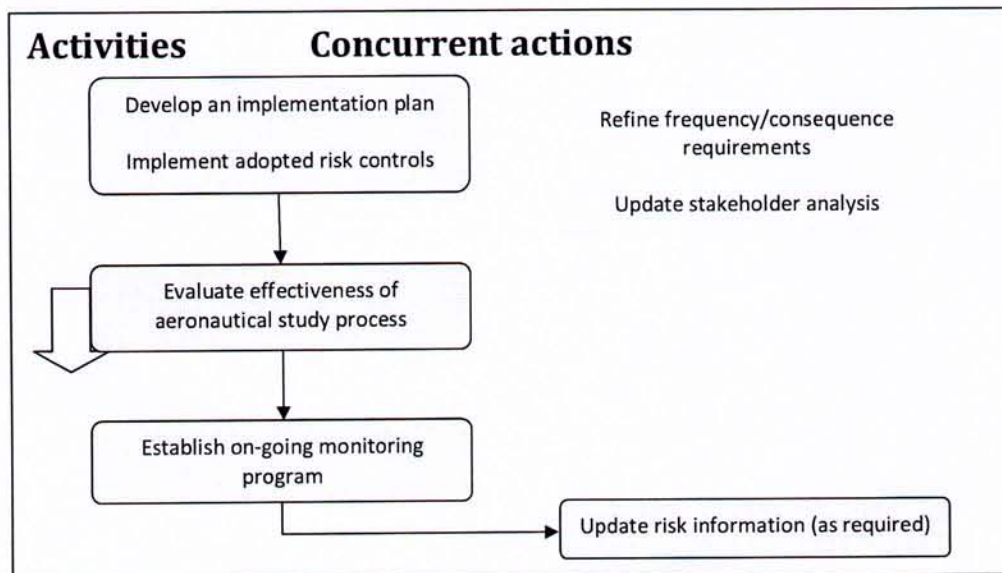 Activities Concurrent actions
Develop an implementation plan
Implement adopted risk controls
Refine frequency/consequence
requirements
Update stakeholder analysis
Evaluate effectiveness of
aeronautical study process
Establish on-going monitoring
program
Update risk information (as required)